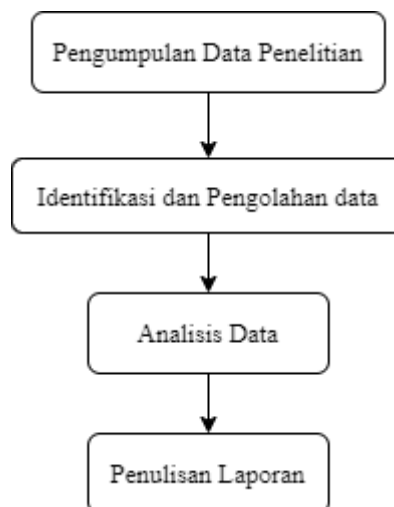 Pengumpulan Data Penelitian
Identifikasi dan Pengolahan data
Analisis Data
Penulisan Laporan